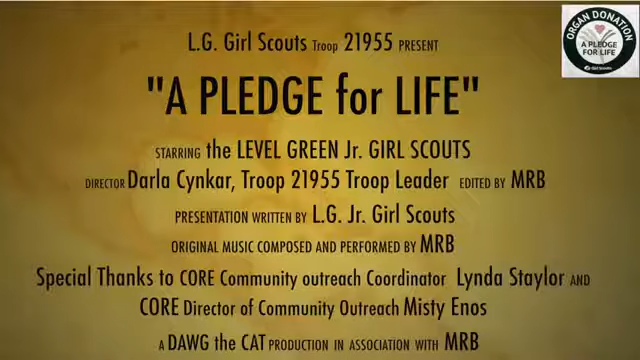 L.G. Girl Scouts Troop 21955 PRESENT
"A PLEDGE for LIFE"
STARRING the LEVEL GREEN Jr. GIRL SCOUTS
DIRECTOR Darla Cynkar, Troop 21955 Troop Leader EDITED BY MRB
PRESENTATION WRITTEN BY L.G. Jr. Girl Scouts
ORIGINAL MUSIC COMPOSED AND PERFORMED BY MRB
Special Thanks to CORE Community outreach Coordinator Lynda Staylor AND
CORE Director of Community Outreach Misty Enos
A DAWG the CAT PRODUCTION IN ASSOCIATION WITH MRB
ORGAN DONATION
A PLEDGE
FOR LIFE
Girl Scouts